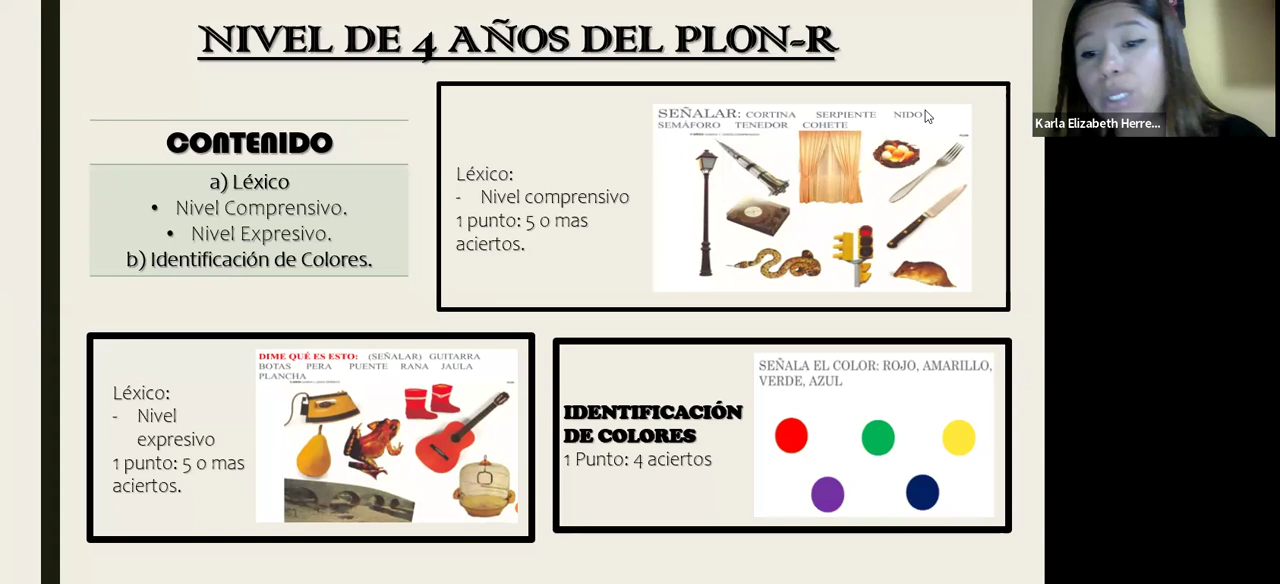 NIVEL DE 4 AÑOS DEL PLON-R
CONTENIDO
a) Léxico
• Nivel Comprensivo.
• Nivel Expresivo.
b) Identificación de Colores.
Léxico:
- Nivel comprensivo
1 punto: 5 o mas
aciertos.
SEÑALAR: CORTINA SERPIENTE NIDO
SEMÁFORO TENEDOR COHETE
Léxico:
- Nivel
expresivo
1 punto: 5 o mas
aciertos.
DIME QUÉ ES ESTO: (SEÑALAR) GUITARRA
BOTAS PERA PUENTE RANA JAULA
PLANCHA
IDENTIFICACIÓN
DE COLORES
1 Punto: 4 aciertos
SEÑALA EL COLOR: ROJO, AMARILLO,
VERDE, AZUL
Karla Elizabeth Herre...